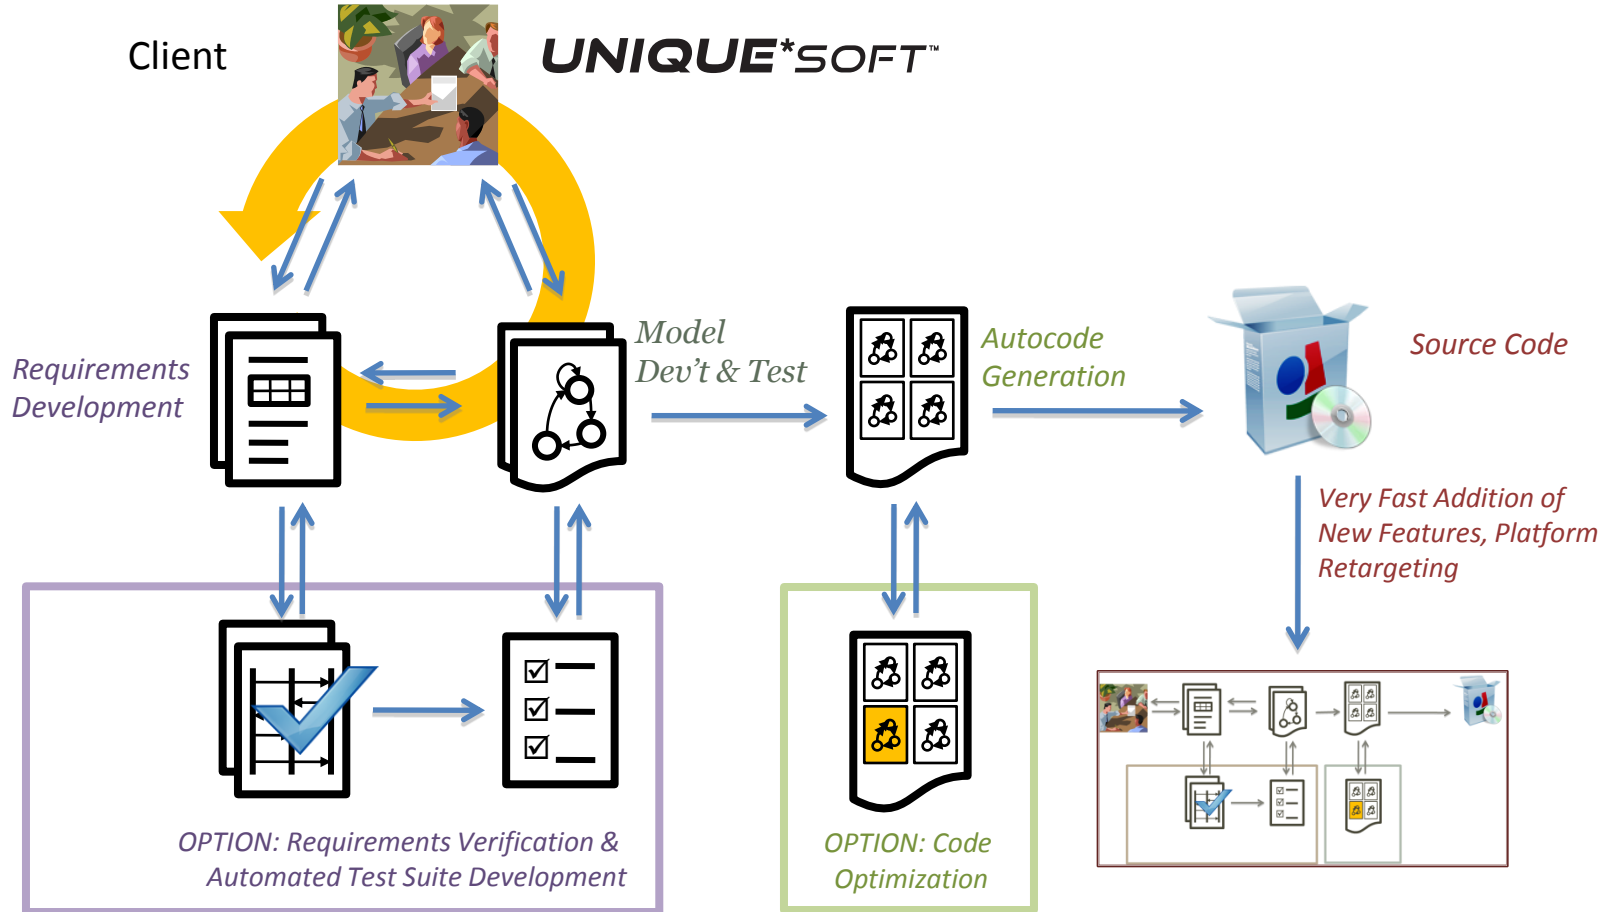 Client
UNIQUE*SOFT™
Requirements
Development
Model
Dev't & Test
Autocode
Generation
Source Code
Very Fast Addition of
New Features, Platform
Retargeting
OPTION: Requirements Verification &
Automated Test Suite Development
OPTION: Code
Optimization